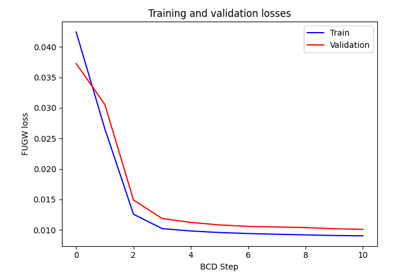 Training and validation losses
Train
Validation
FUGW loss
0.040
0.035
0.030
0.025
0.020
0.015
0.010
0 2 4 6 8 10
BCD Step